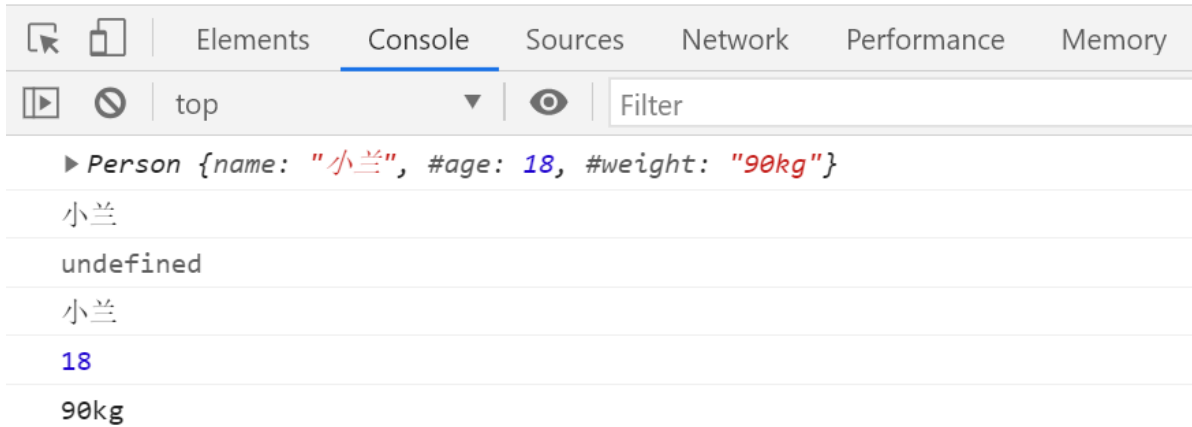 Elements Console Sources Network Performance Memory
top Filter
Person {name: "小兰", #age: 18, #weight: "90kg"}
小兰
undefined
小兰
18
90kg